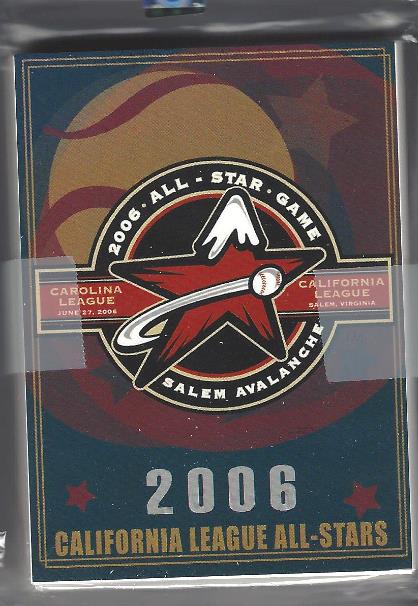 2006 · ALL - STAR · GAME
CAROLINA
LEAGUE
JUNE 27, 2006
CALIFORNIA
LEAGUE
SALEM, VIRGINIA
SALEM AVALANCHE
2006
CALIFORNIA LEAGUE ALL-STARS